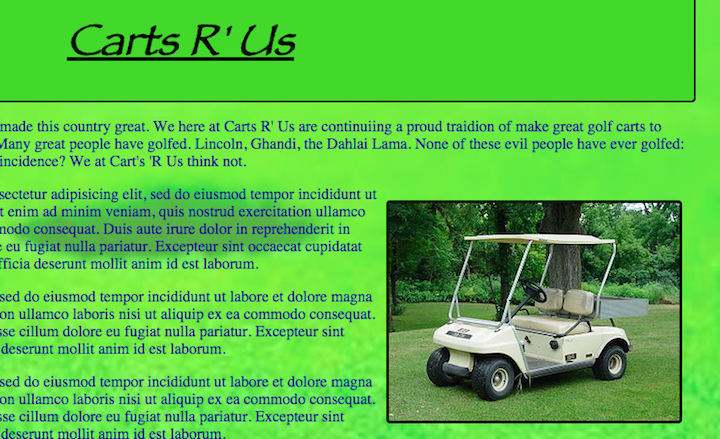 Carts R' Us
made this country great. We here at Carts R' Us are continuiing a proud traidion of make great golf carts to
Many great people have golfed. Lincoln, Ghandi, the Dahlai Lama. None of these evil people have ever golfed:
incidence? We at Cart's 'R Us think not.
sectetur adipisicing elit, sed do eiusmod tempor incididunt ut
t enim ad minim veniam, quis nostrud exercitation ullamco
modo consequat. Duis aute irure dolor in reprehenderit in
e eu fugiat nulla pariatur. Excepteur sint occaecat cupidatat
fficia deserunt mollit anim id est laborum.
sed do eiusmod tempor incididunt ut labore et dolore magna
on ullamco laboris nisi ut aliquip ex ea commodo consequat.
sse cillum dolore eu fugiat nulla pariatur. Excepteur sint
deserunt mollit anim id est laborum.
sed do eiusmod tempor incididunt ut labore et dolore magna
on ullamco laboris nisi ut aliquip ex ea commodo consequat.
sse cillum dolore eu fugiat nulla pariatur. Excepteur sint
deserunt mollit anim id est laborum.